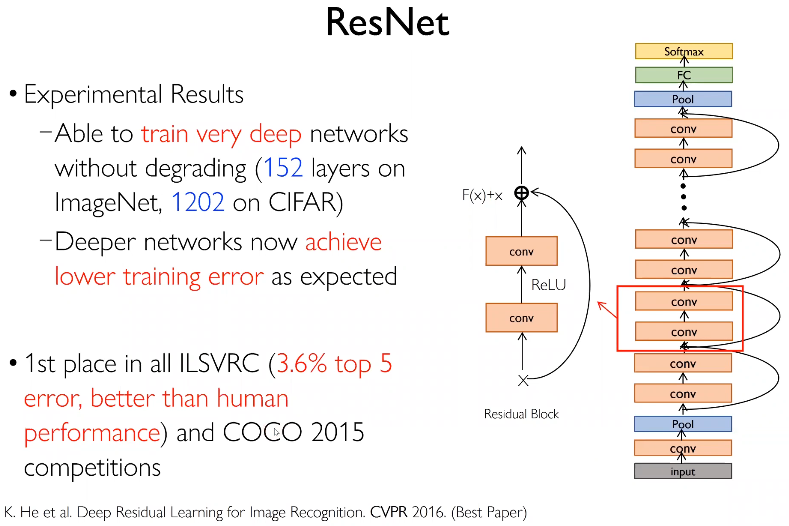 ResNet
• Experimental Results
–Able to train very deep networks
without degrading (152 layers on
ImageNet, 1202 on CIFAR)
–Deeper networks now achieve
lower training error as expected
• 1st place in all ILSVRC (3.6% top 5
error, better than human
performance) and COCO 2015
competitions
F(x)+x
conv
ReLU
conv
X
Residual Block
Softmax
FC
Pool
conv
conv
conv
conv
conv
conv
conv
conv
Pool
conv
input
K. He et al. Deep Residual Learning for Image Recognition. CVPR 2016. (Best Paper)